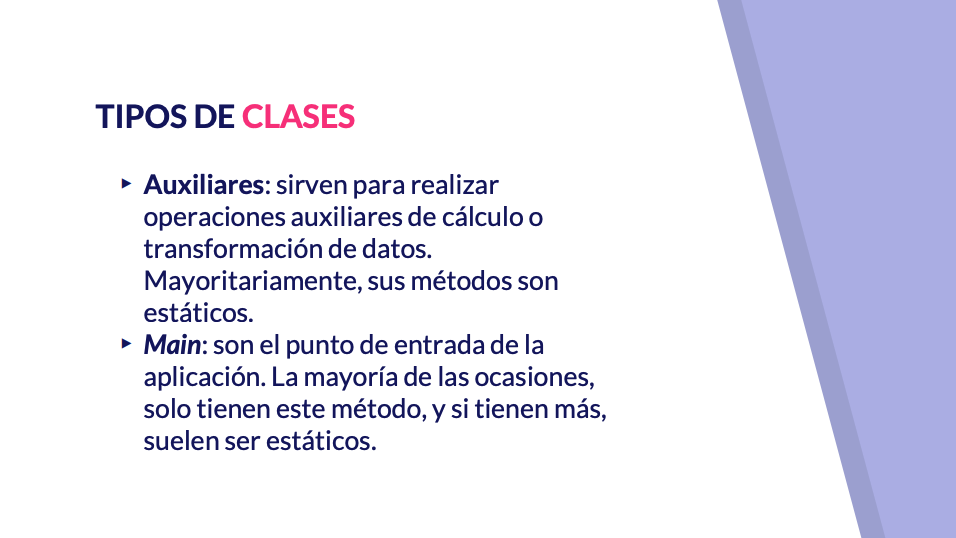 TIPOS DE CLASES
▸ Auxiliares: sirven para realizar
operaciones auxiliares de cálculo o
transformación de datos.
Mayoritariamente, sus métodos son
estáticos.
▸ Main: son el punto de entrada de la
aplicación. La mayoría de las ocasiones,
solo tienen este método, y si tienen más,
suelen ser estáticos.